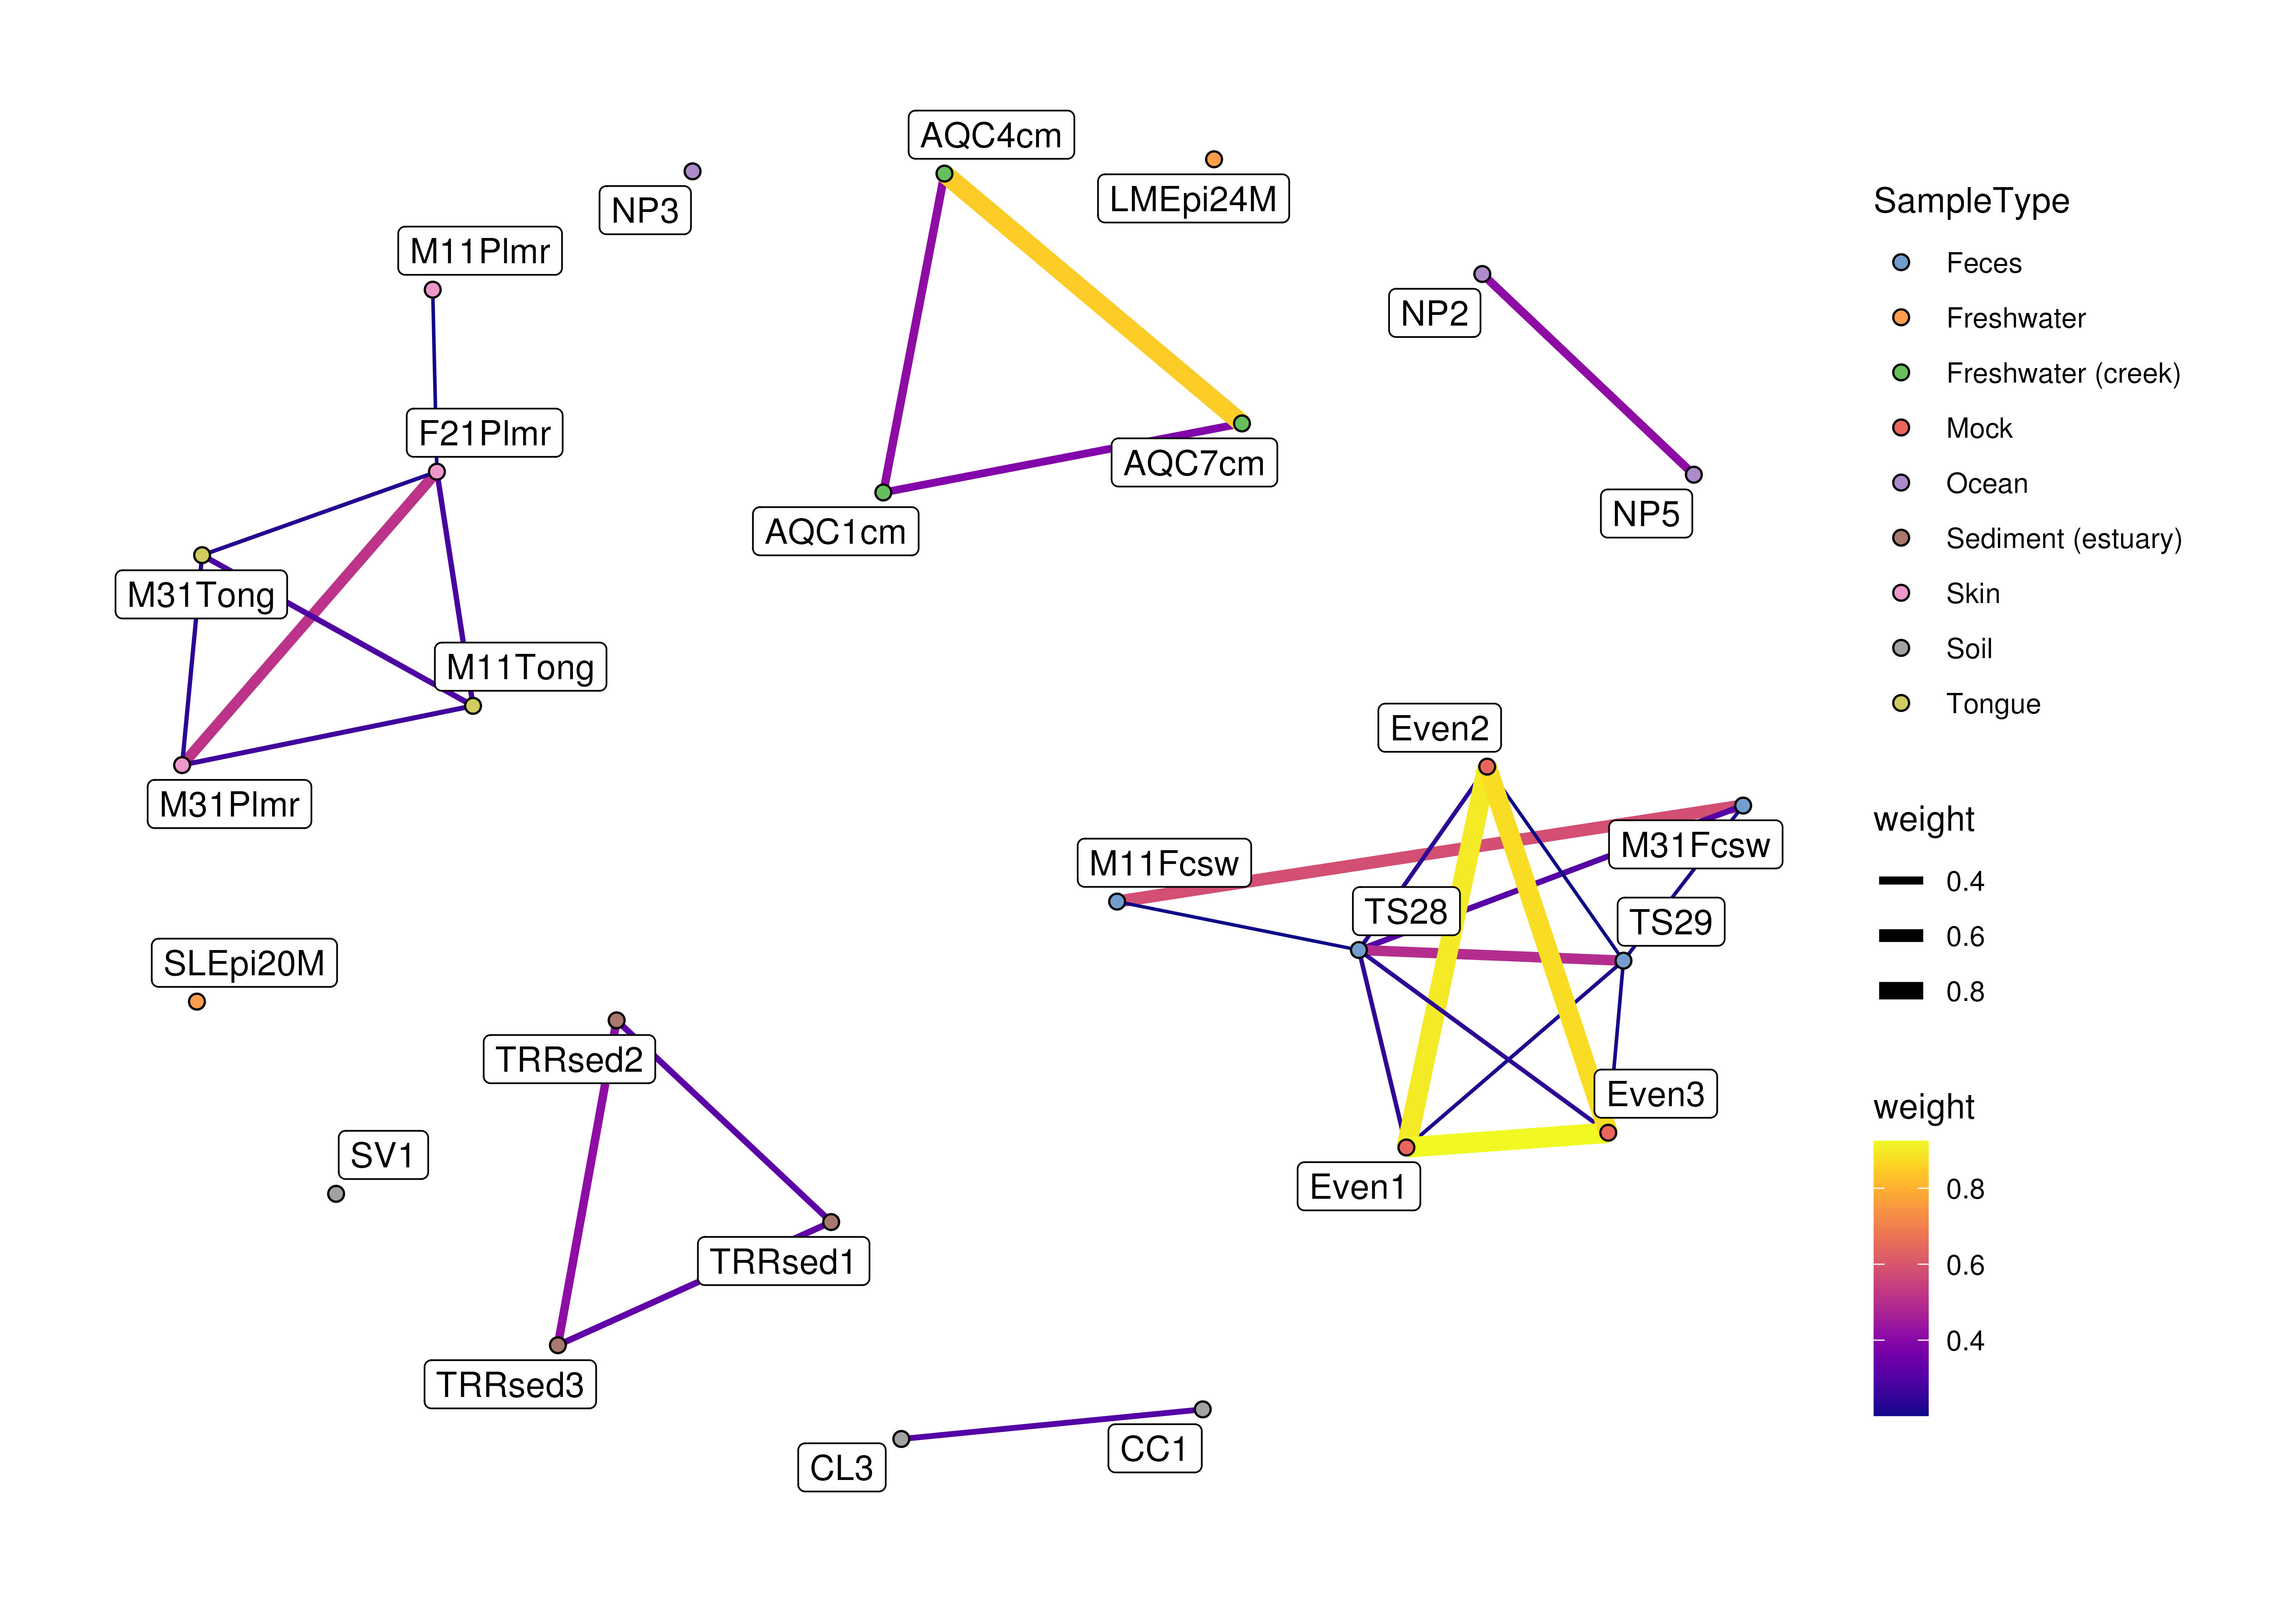 AQC4cm
LMEpi24M
NP3
M11Plmr
NP2
F21Plmr
AQC7cm
NP5
AQC1cm
M31Tong
M11Tong
Even2
M31Plmr
M31Fcsw
M11Fcsw
TS28
TS29
SLEpi20M
TRRsed2
Even3
SV1
Even1
TRRsed1
TRRsed3
CC1
CL3
SampleType
Feces
Freshwater
Freshwater (creek)
Mock
Ocean
Sediment (estuary)
Skin
Soil
Tongue
weight
0.4
0.6
0.8
weight
0.8
0.6
0.4